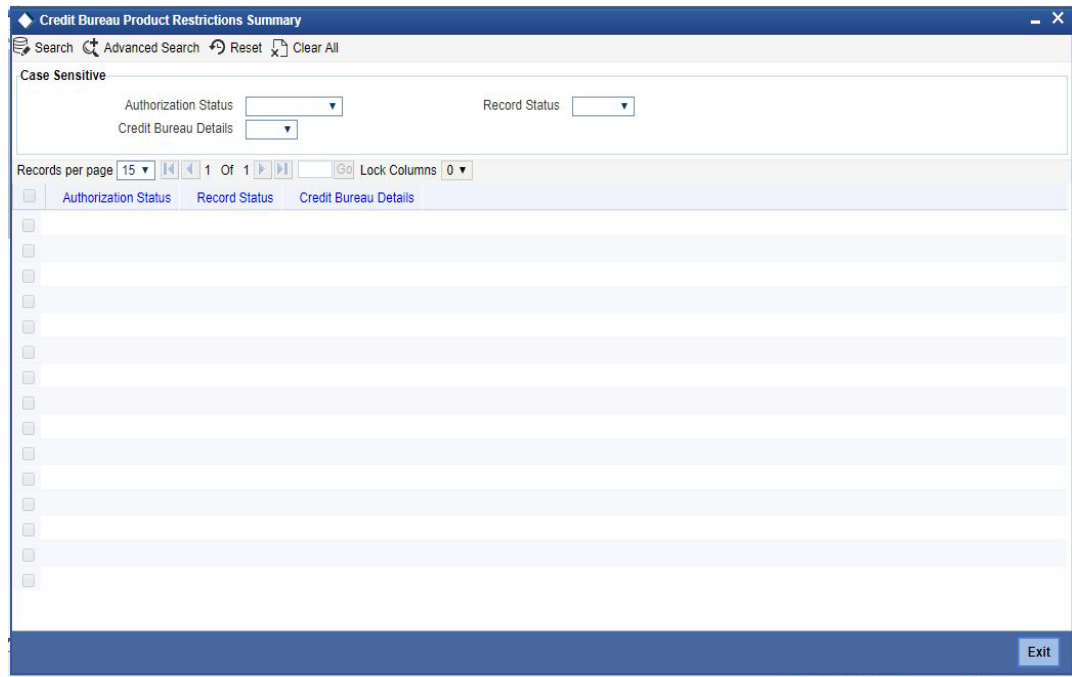 Credit Bureau Product Restrictions Summary
Search Advanced Search Reset Clear All
Case Sensitive
Authorization Status Record Status
Credit Bureau Details
Records per page 15 1 Of 1 Go Lock Columns 0
Authorization Status Record Status Credit Bureau Details
Exit